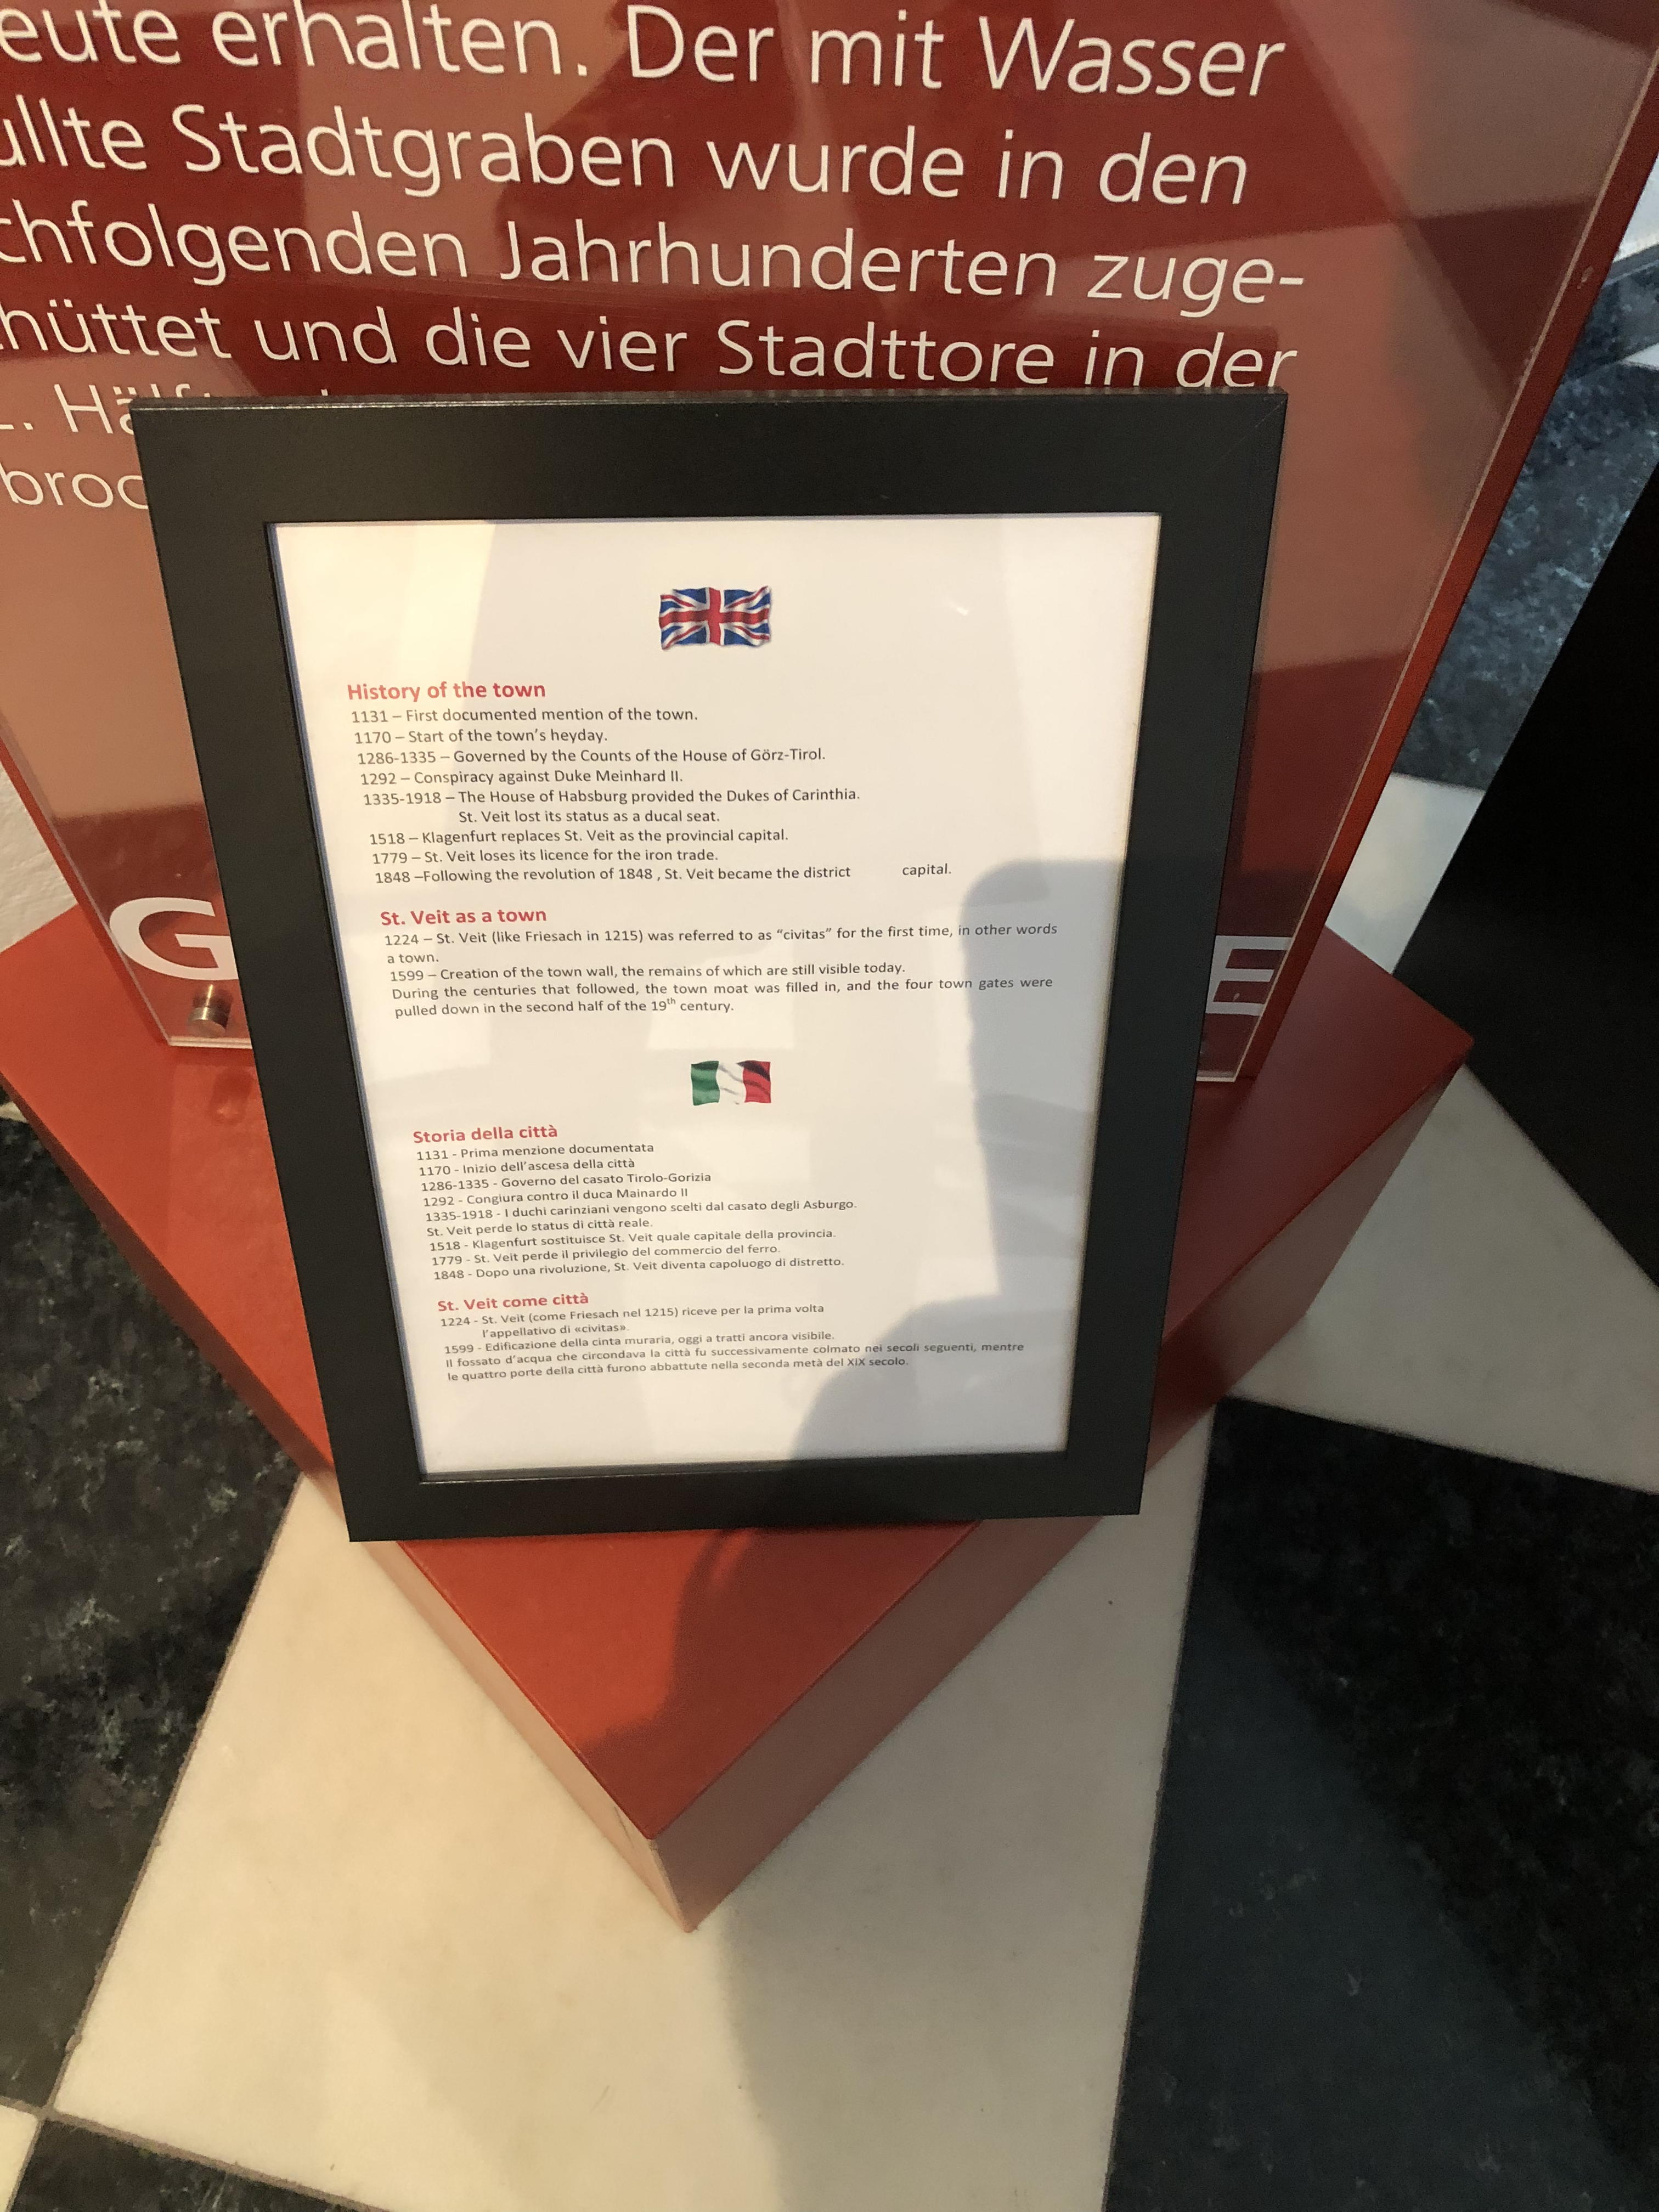 eute erhalten. Der mit Wasser
ullte Stadtgraben wurde in den
chfolgenden Jahrhunderten zuge-
hüttet und die vier Stadttore in der
broc
G E
History of the town
1131 – First documented mention of the town.
1170 – Start of the town's heyday.
1286-1335 – Governed by the Counts of the House of Görz-Tirol.
1292 – Conspiracy against Duke Meinhard II.
1335-1918 – The House of Habsburg provided the Dukes of Carinthia.
St. Veit lost its status as a ducal seat.
1518 – Klagenfurt replaces St. Veit as the provincial capital.
1779 – St. Veit loses its licence for the iron trade.
1848 –Following the revolution of 1848 , St. Veit became the district capital.
St. Veit as a town
1224 – St. Veit (like Friesach in 1215) was referred to as “civitas” for the first time, in other words
a town.
1599 – Creation of the town wall, the remains of which are still visible today.
During the centuries that followed, the town moat was filled in, and the four town gates were
pulled down in the second half of the 19th century.
Storia della città
1131 - Prima menzione documentata
1170 - Inizio dell'ascesa della città
1286-1335 - Governo del casato Tirolo-Gorizia
1292 - Congiura contro il duca Mainardo II
1335-1918 - I duchi carinziani vengono scelti dal casato degli Asburgo.
St. Veit perde lo status di città reale.
1518 - Klagenfurt sostituisce St. Veit quale capitale della provincia.
1779 - St. Veit perde il privilegio del commercio del ferro.
1848 - Dopo una rivoluzione, St. Veit diventa capoluogo di distretto.
St. Veit come città
1224 - St. Veit (come Friesach nel 1215) riceve per la prima volta
l'appellativo di «civitas».
1599 - Edificazione della cinta muraria, oggi a tratti ancora visibile.
Il fossato d'acqua che circondava la città fu successivamente colmato nei secoli seguenti, mentre
le quattro porte della città furono abbattute nella seconda metà del XIX secolo.